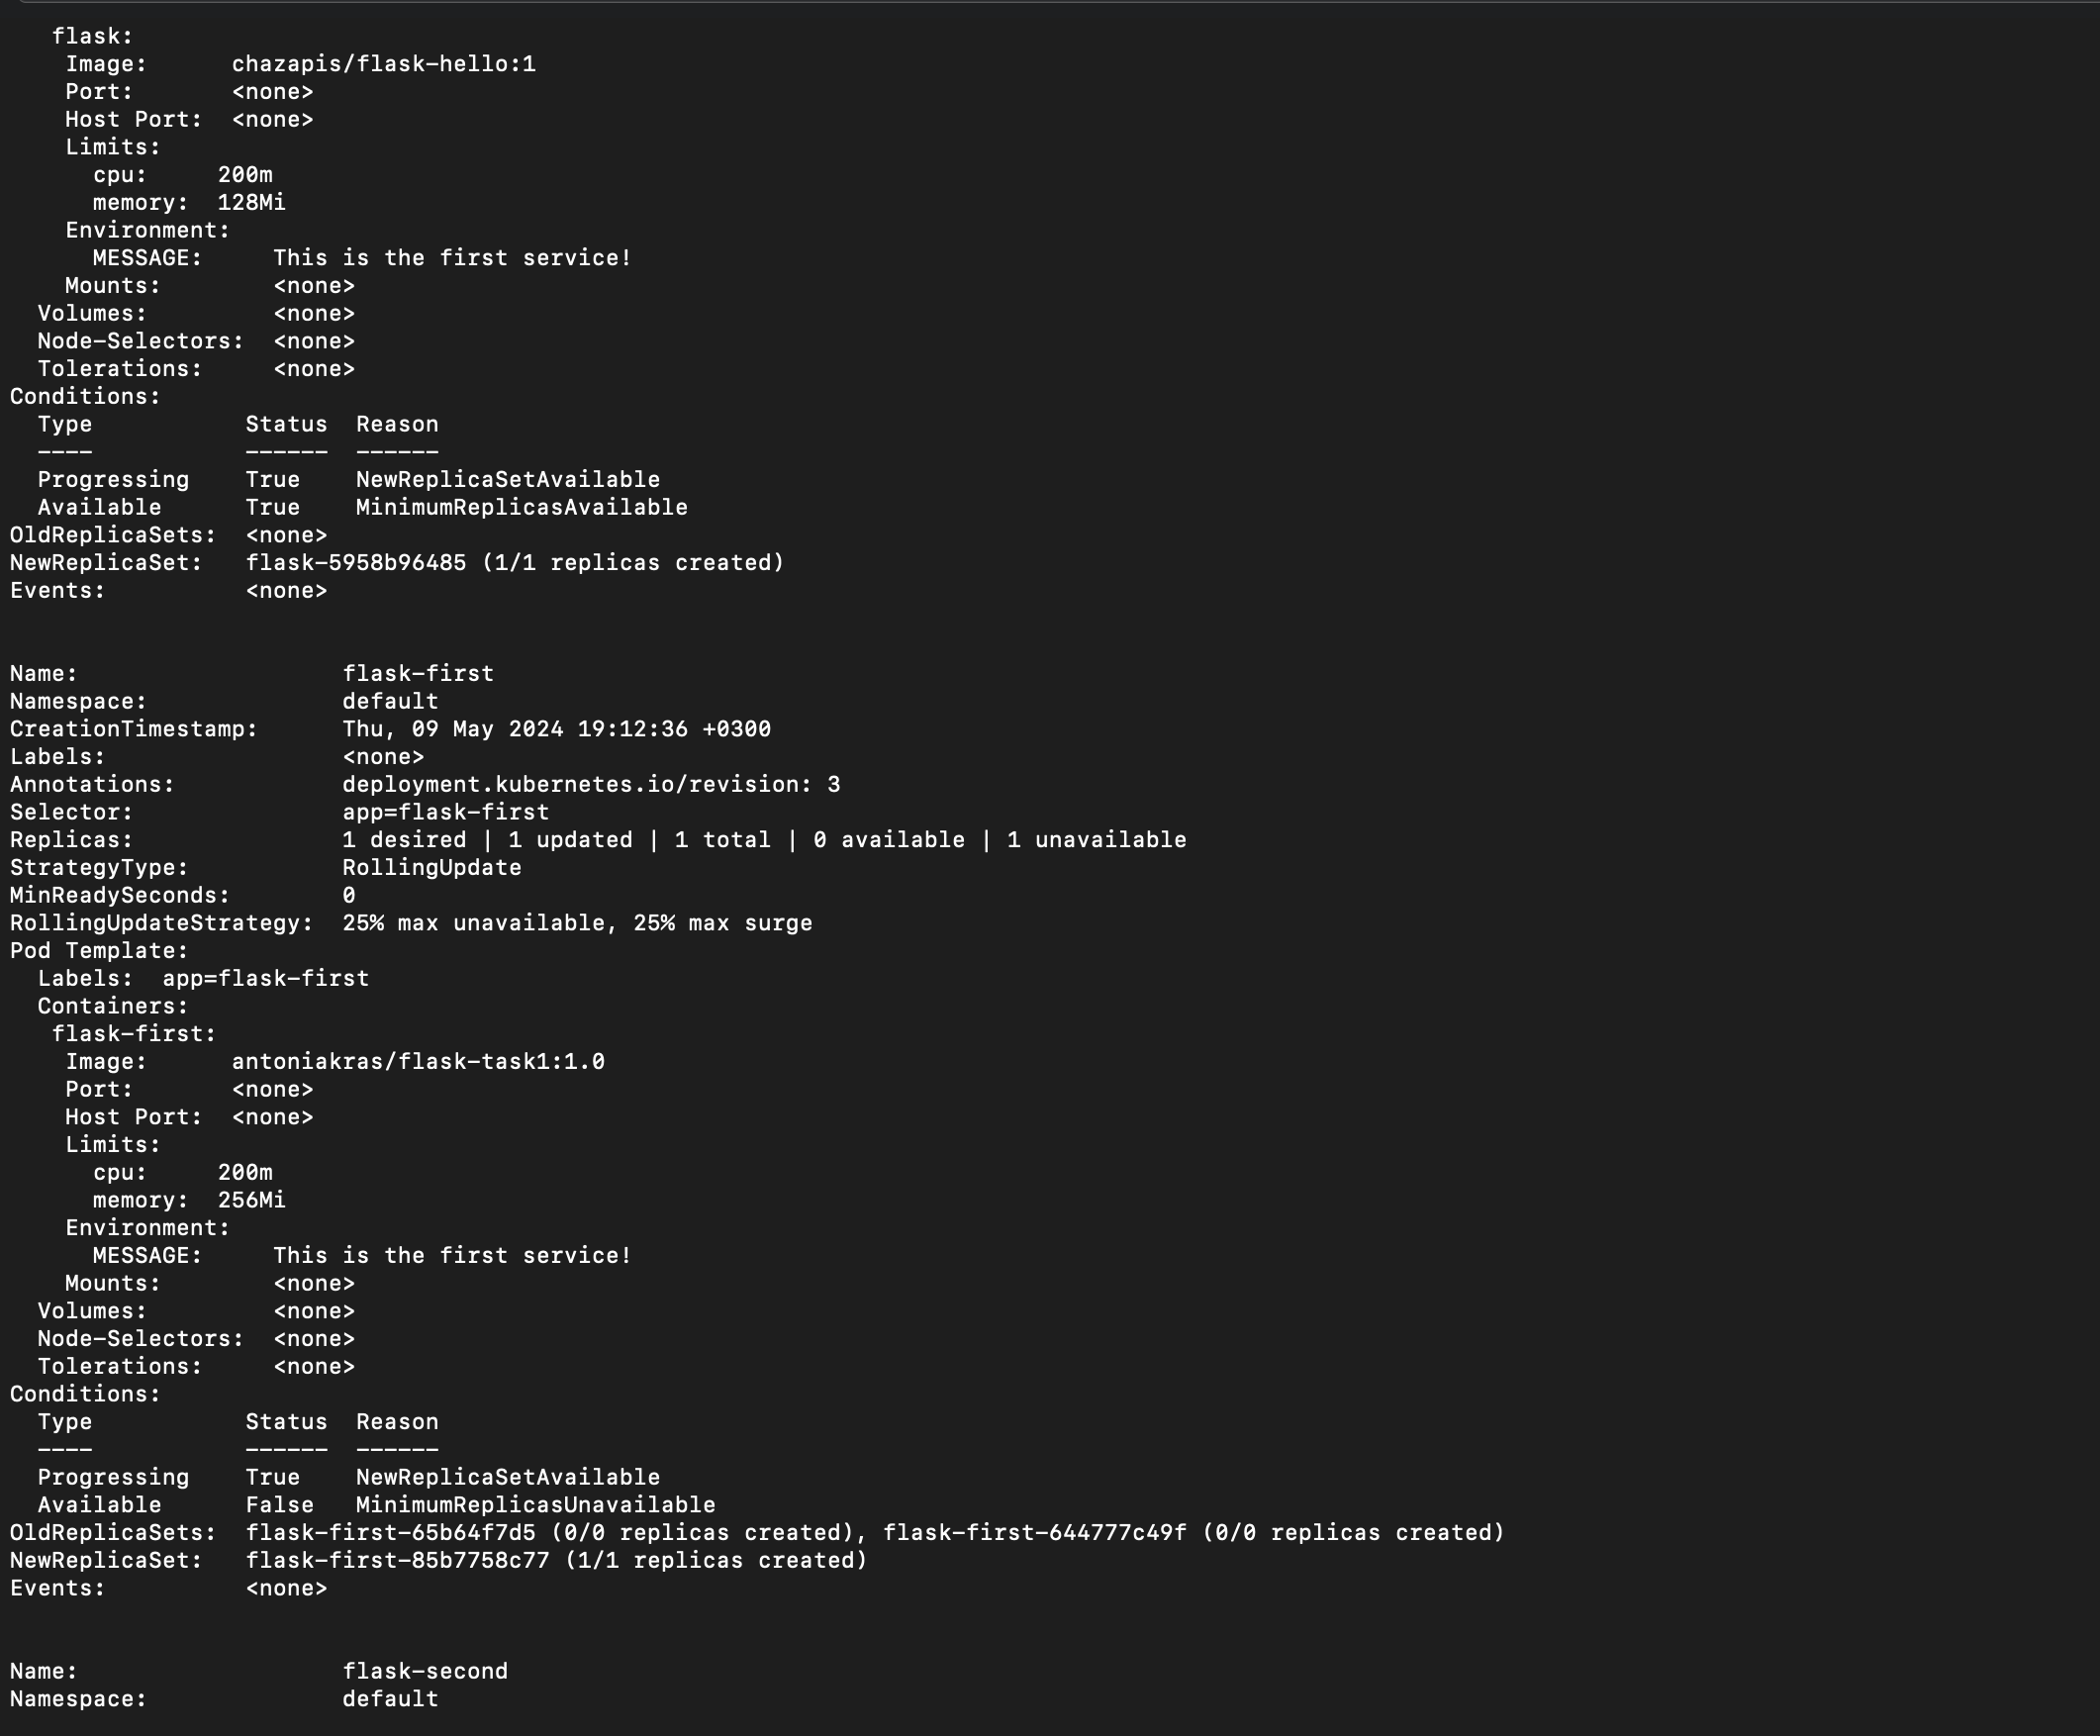 flask:
Image: chazapis/flask-hello:1
Port: <none>
Host Port: <none>
Limits:
cpu: 200m
memory: 128Mi
Environment:
MESSAGE: This is the first service!
Mounts: <none>
Volumes: <none>
Node-Selectors: <none>
Tolerations: <none>
Conditions:
Type Status Reason
---- ------ ------
Progressing True NewReplicaSetAvailable
Available True MinimumReplicasAvailable
OldReplicaSets: <none>
NewReplicaSet: flask-5958b96485 (1/1 replicas created)
Events: <none>
Name: flask-first
Namespace: default
CreationTimestamp: Thu, 09 May 2024 19:12:36 +0300
Labels: <none>
Annotations: deployment.kubernetes.io/revision: 3
Selector: app=flask-first
Replicas: 1 desired | 1 updated | 1 total | 0 available | 1 unavailable
StrategyType: RollingUpdate
MinReadySeconds: 0
RollingUpdateStrategy: 25% max unavailable, 25% max surge
Pod Template:
Labels: app=flask-first
Containers:
flask-first:
Image: antoniakras/flask-task1:1.0
Port: <none>
Host Port: <none>
Limits:
cpu: 200m
memory: 256Mi
Environment:
MESSAGE: This is the first service!
Mounts: <none>
Volumes: <none>
Node-Selectors: <none>
Tolerations: <none>
Conditions:
Type Status Reason
---- ------ ------
Progressing True NewReplicaSetAvailable
Available False MinimumReplicasUnavailable
OldReplicaSets: flask-first-65b64f7d5 (0/0 replicas created), flask-first-644777c49f (0/0 replicas created)
NewReplicaSet: flask-first-85b7758c77 (1/1 replicas created)
Events: <none>
Name: flask-second
Namespace: default